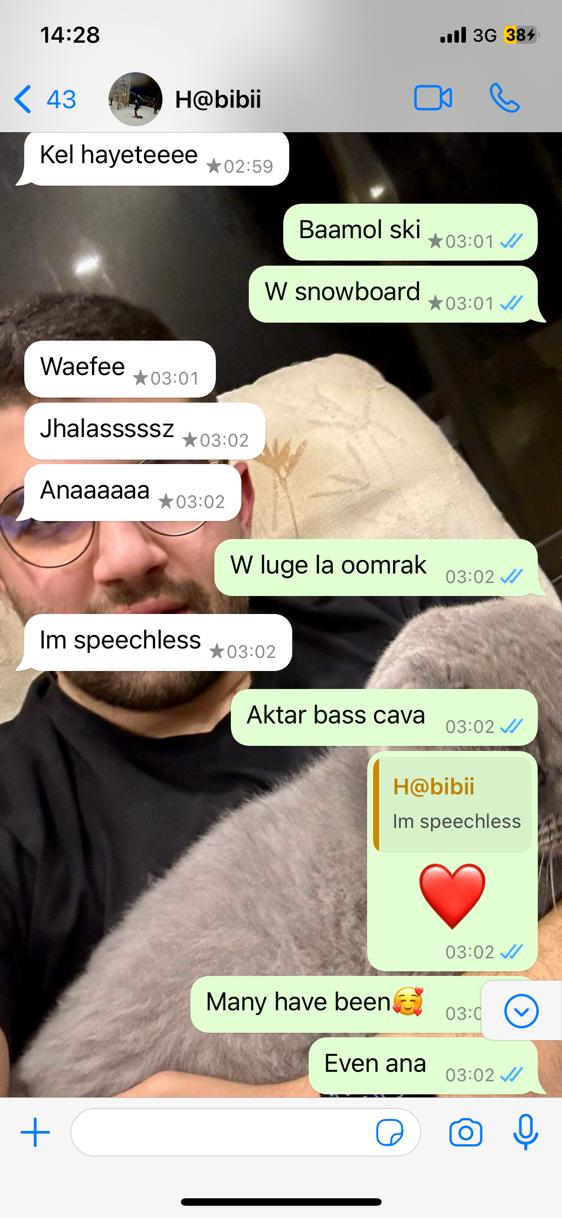 14:28
3G
38
43
H@bibii
Kel hayeteeee ★02:59
Baamol ski ★03:01
W snowboard ★03:01
Waefee ★03:01
Jhalasssssz ★03:02
Anaaaaaa ★03:02
W luge la oomrak 03:02
Im speechless ★03:02
Aktar bass cava 03:02
H@bibii
Im speechless
❤️
03:02
Many have been🥰 03:0
Even ana 03:02